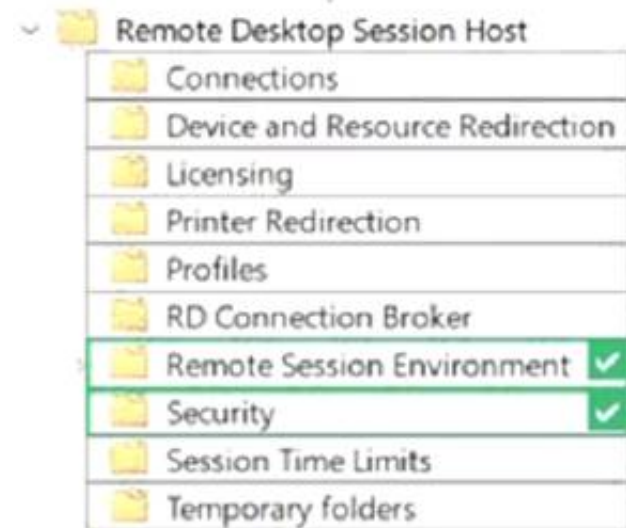 Remote Desktop Session Host
Connections
Device and Resource Redirection
Licensing
Printer Redirection
Profiles
RD Connection Broker
Remote Session Environment
Security
Session Time Limits
Temporary folders